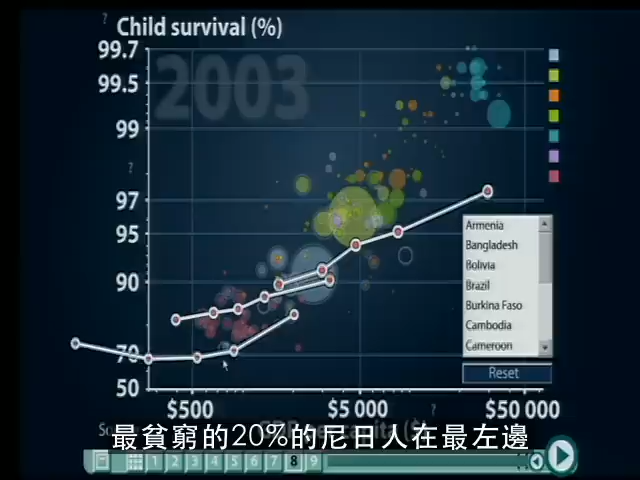 Child survival (%)
2003
99.7
99.5
99
97
95
90
70
50
$500
$5 000
$50 000
Armenia
Bangladesh
Bolivia
Brazil
Burkina Faso
Cambodia
Cameroon
Reset
最貧窮的20%的尼日人在最左邊
1 2 3 4 5 6 7 8 9